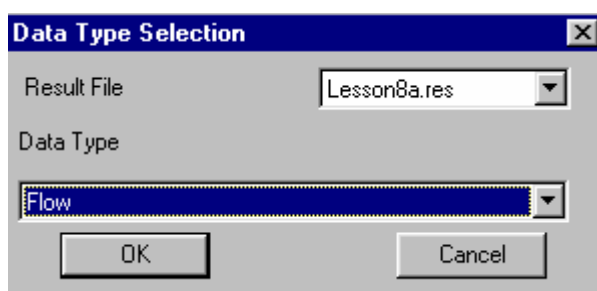 Data Type Selection
Result File Lesson8a.res
Data Type
Flow
OK Cancel